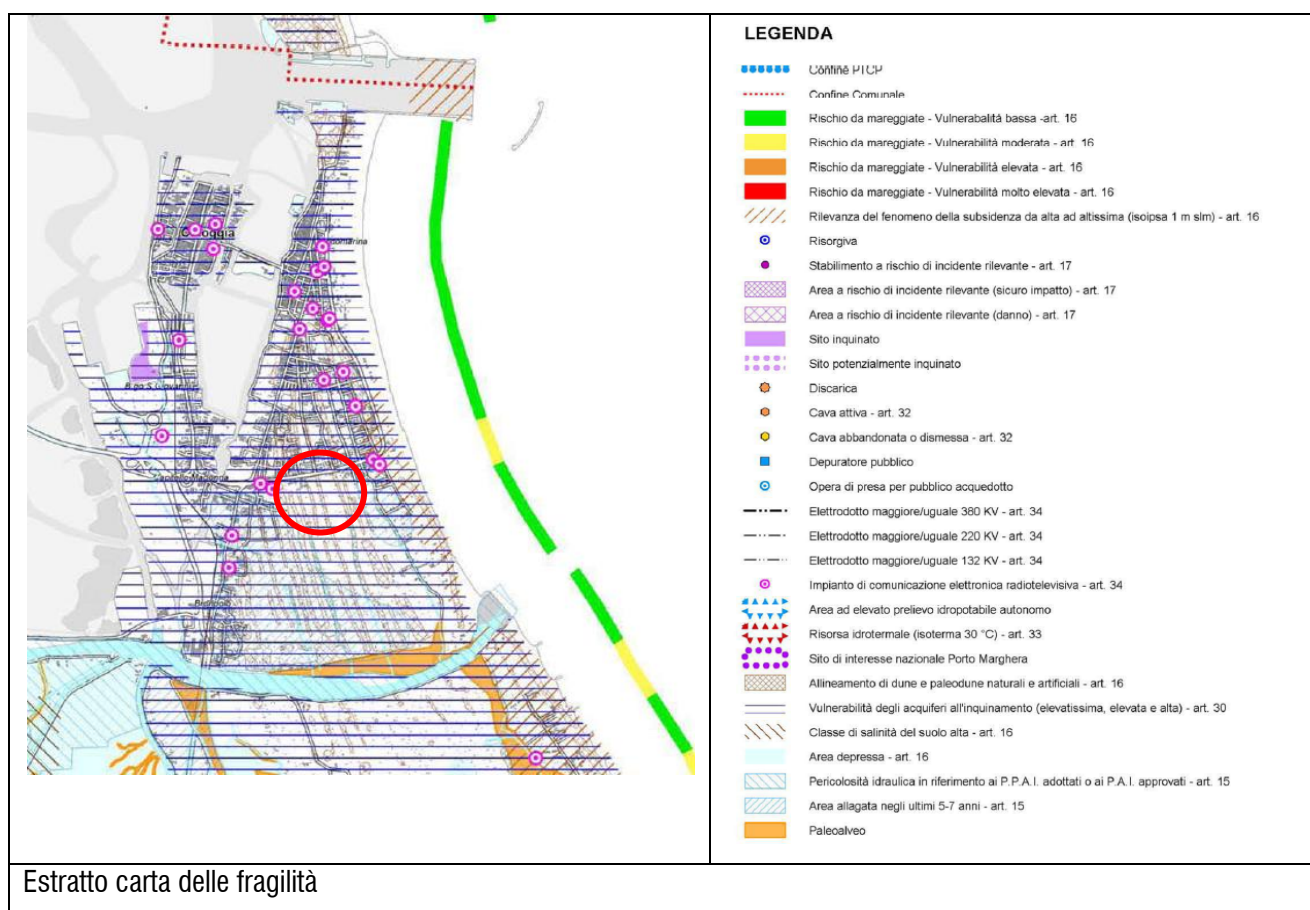 LEGENDA
Confine PTCP
Confine Comunale
Rischio da mareggiate - Vulnerabalità bassa -art. 16
Rischio da mareggiate - Vulnerabilità moderata - art. 16
Rischio da mareggiate - Vulnerabilità elevata - art. 16
Rischio da mareggiate - Vulnerabilità molto elevata - art. 16
Rilevanza del fenomeno della subsidenza da alta ad altissima (isoipsa 1 m slm) - art. 16
Risorgiva
Stabilimento a rischio di incidente rilevante - art. 17
Area a rischio di incidente rilevante (sicuro impatto) - art. 17
Area a rischio di incidente rilevante (danno) - art. 17
Sito inquinato
Sito potenzialmente inquinato
Discarica
Cava attiva - art. 32
Cava abbandonata o dismessa - art. 32
Depuratore pubblico
Opera di presa per pubblico acquedotto
Elettrodotto maggiore/uguale 380 KV - art. 34
Elettrodotto maggiore/uguale 220 KV - art. 34
Elettrodotto maggiore/uguale 132 KV - art. 34
Impianto di comunicazione elettronica radiotelevisiva - art. 34
Area ad elevato prelievo idropotabile autonomo
Risorsa idrotermale (isoterma 30 °C) - art. 33
Sito di interesse nazionale Porto Marghera
Allineamento di dune e paleodune naturali e artificiali - art. 16
Vulnerabilità degli acquiferi all'inquinamento (elevatissima, elevata e alta) - art. 30
Classe di salinità del suolo alta - art. 16
Area depressa - art. 16
Pericolosità idraulica in riferimento ai P.P.A.I. adottati o ai P.A.I. approvati - art. 15
Area allagata negli ultimi 5-7 anni - art. 15
Paleoalveo
Estratto carta delle fragilità